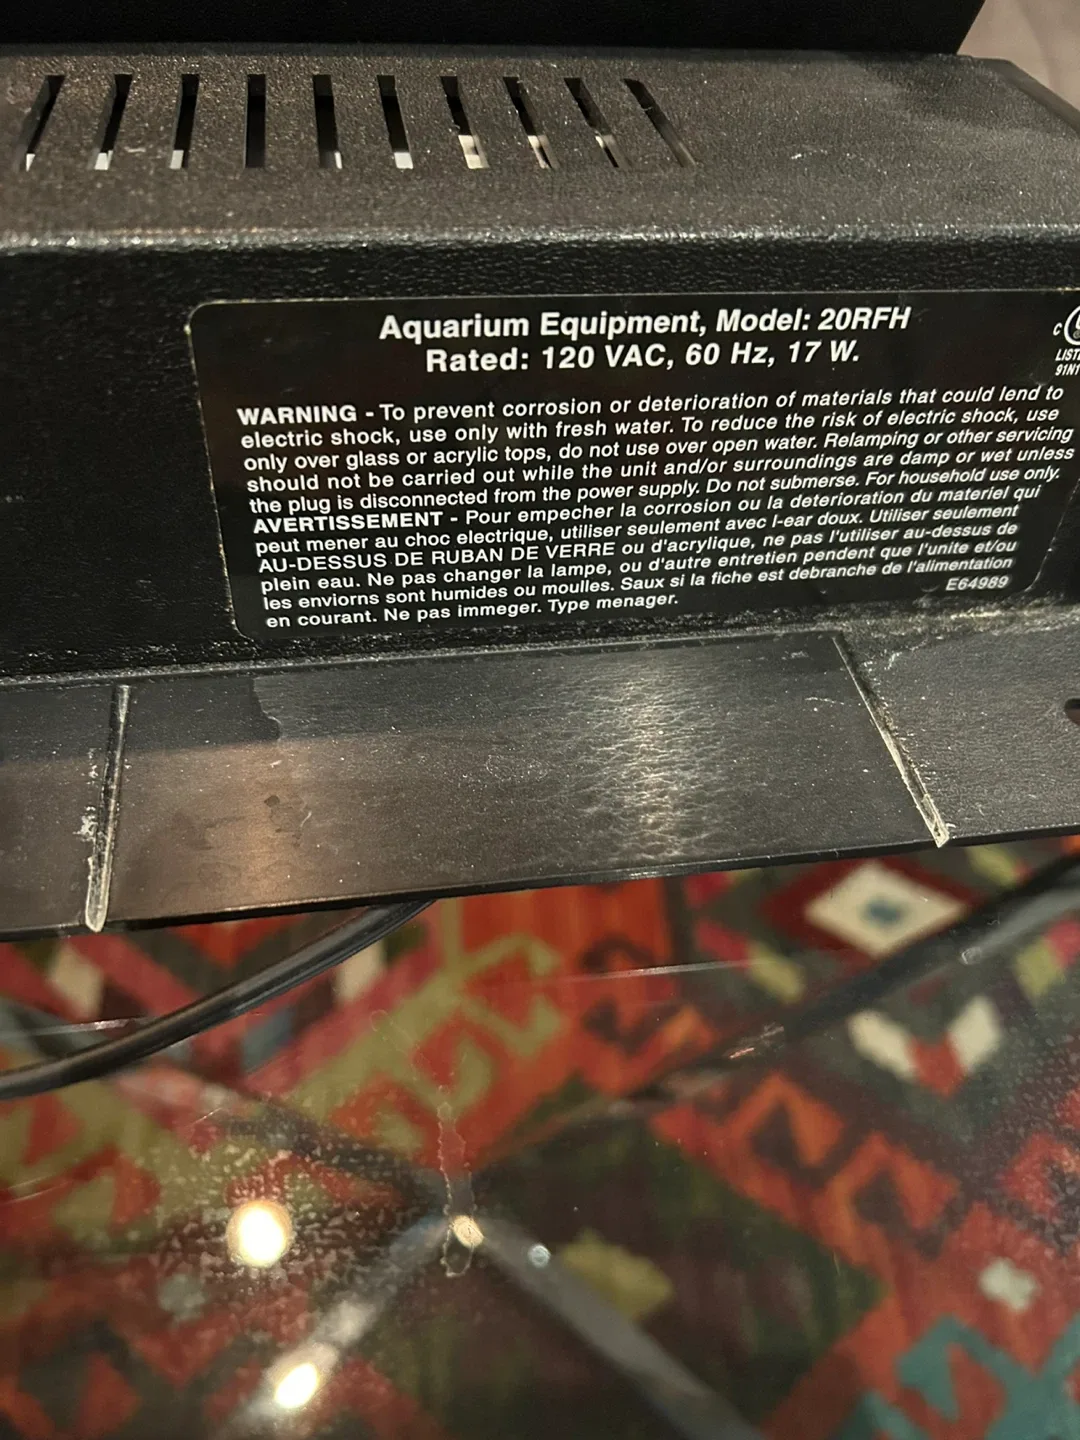 Aquarium Equipment, Model: 20RFH
Rated: 120 VAC, 60 Hz, 17 W.
C
LISTE
91N1
WARNING - To prevent corrosion or deterioration of materials that could lend to
electric shock, use only with fresh water. To reduce the risk of electric shock, use
only over glass or acrylic tops, do not use over open water. Relamping or other servicing
should not be carried out while the unit and/or surroundings are damp or wet unless
the plug is disconnected from the power supply. Do not submerse. For household use only.
AVERTISSEMENT - Pour empecher la corrosion ou la deterioration du materiel qui
peut mener au choc electrique, utiliser seulement avec l-ear doux. Utiliser seulement
AU-DESSUS DE RUBAN DE VERRE ou d'acrylique, ne pas l'utiliser au-dessus de
plein eau. Ne pas changer la lampe, ou d'autre entretien pendent que l'unite et/ou
les enviorns sont humides ou moulles. Saux si la fiche est debranche de l'alimentation
en courant. Ne pas immeger. Type menager.
E64989